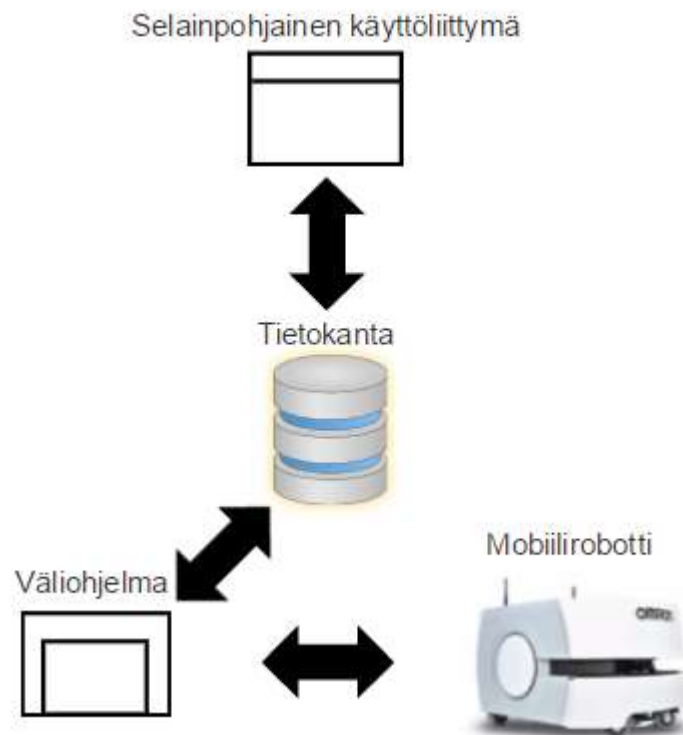 Selainpohjainen käyttöliittymä
Tietokanta
Mobiilirobotti
Väliohjelma
OMRON